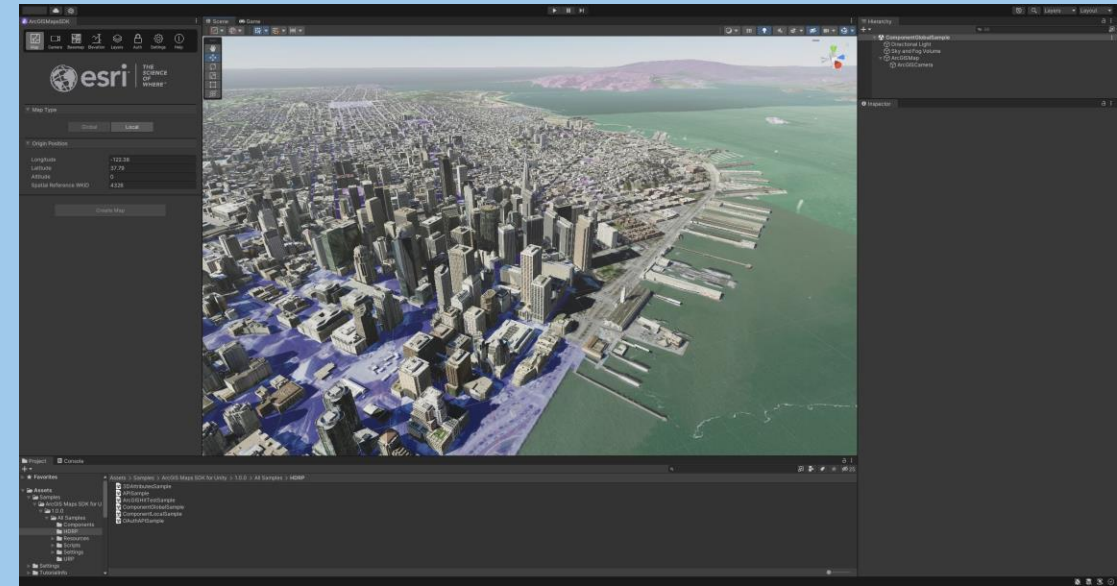 Layers
Layout
ArcGISMapsSDK
Scene
Game
Hierarchy
Map
Camera
Basemap
Elevation
Layers
Auth
Settings
Help
esri
THE
SCIENCE
OF
WHERE
ComponentGlobalSample
Directional Light
Sky and Fog Volume
ArcGISMap
ArcGISCamera
Inspector
Map Type
Global
Local
Origin Position
Longitude
-122.38
Latitude
37.78
Altitude
0
Spatial Reference WKID
4326
Create Map
Project
Console
Favorites
Assets
Samples
ArcGIS Maps SDK for U
1.0.0
All Samples
Components
HDRP
Resources
Scripts
Settings
URP
Settings
TutorialInfo
Assets > Samples > ArcGIS Maps SDK for Unity > 1.0.0 > All Samples > HDRP
3DAttributesSample
APISample
ArcGISHitTestSample
ComponentGlobalSample
ComponentLocalSample
OAuthAPISample